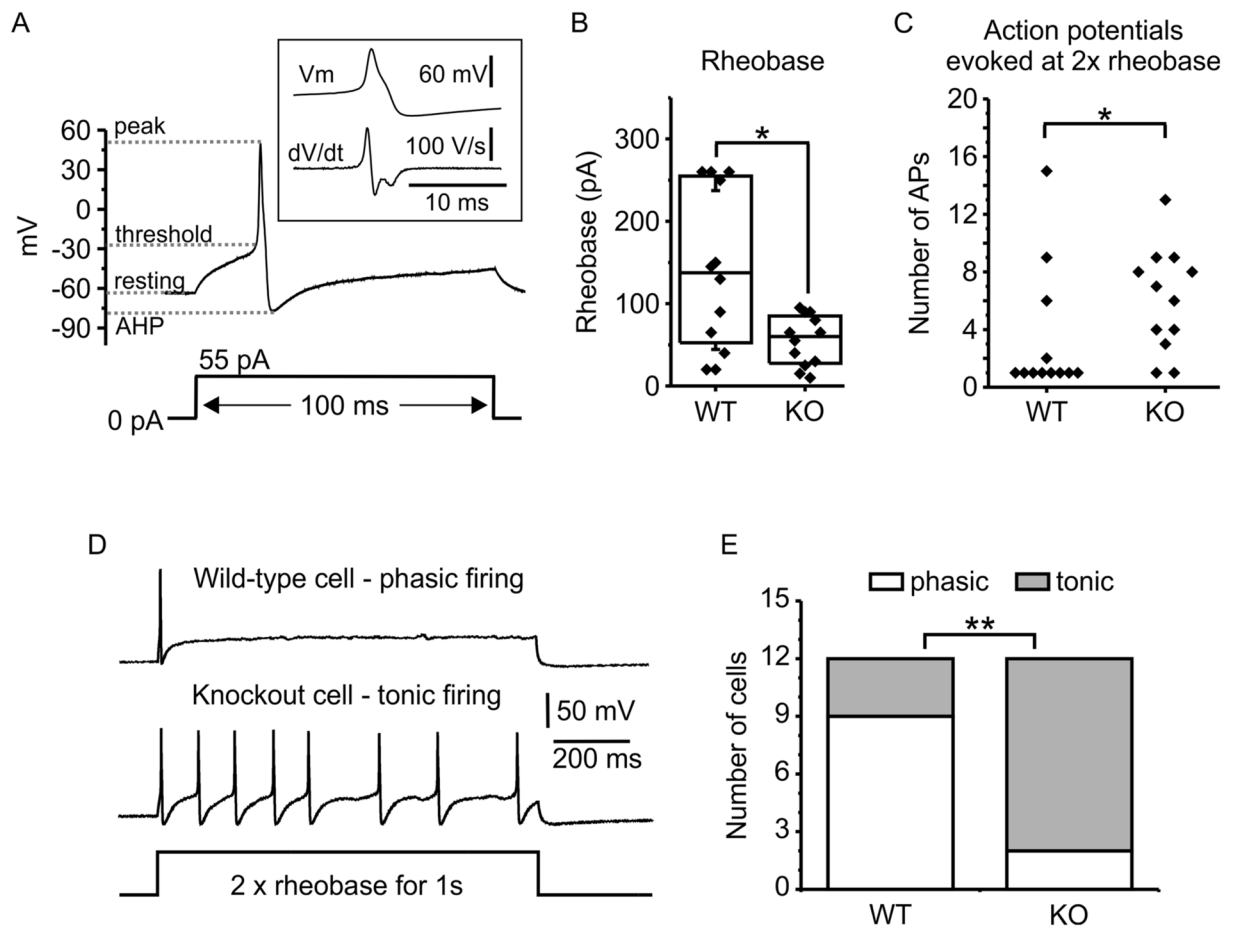 A
Vm
60 mV
dV/dt
100 V/s
10 ms
mV
60
30
0
-30
-60
-90
peak
threshold
resting
AHP
55 pA
0 pA
100 ms
B
Rheobase
Rheobase (pA)
300
200
100
0
*
WT
KO
C
Action potentials
evoked at 2x rheobase
Number of APs
20
16
12
8
4
0
*
WT
KO
D
Wild-type cell - phasic firing
Knockout cell - tonic firing
50 mV
200 ms
2 x rheobase for 1s
E
phasic
tonic
Number of cells
15
12
9
6
3
0
**
WT
KO